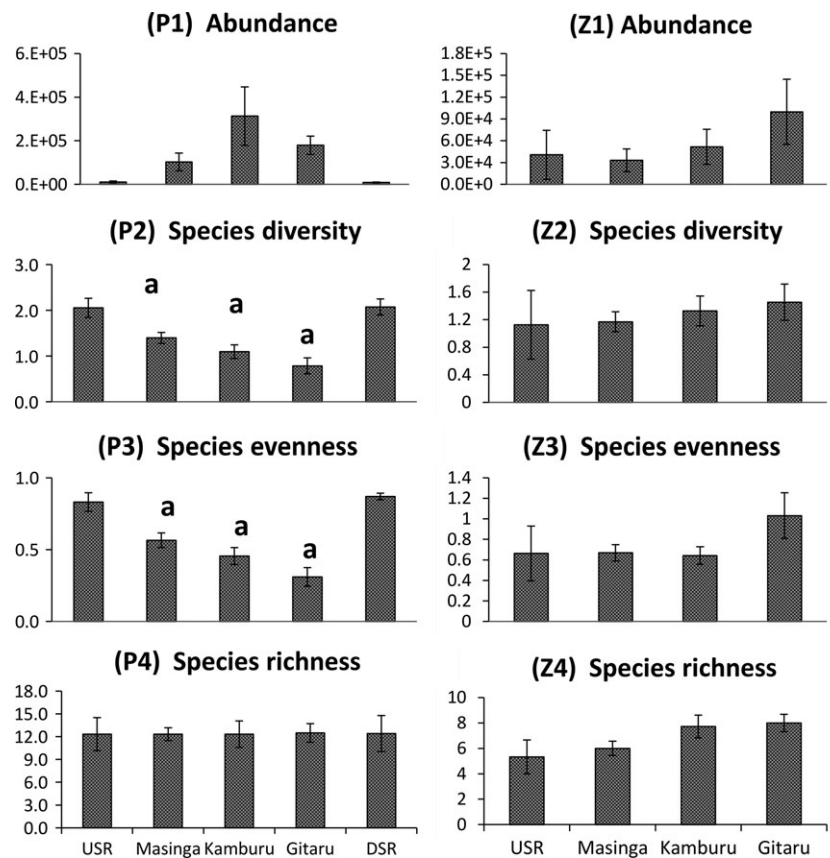 (P1) Abundance
6.E+05
4.E+05
2.E+05
0.E+00
(Z1) Abundance
1.8E+5
1.5E+5
1.2E+5
9.0E+4
6.0E+4
3.0E+4
0.0E+0
(P2) Species diversity
3.0
2.0
1.0
0.0
a
a
a
(Z2) Species diversity
2
1.6
1.2
0.8
0.4
0
(P3) Species evenness
1.0
0.5
0.0
a
a
a
(Z3) Species evenness
1.4
1.2
1
0.8
0.6
0.4
0.2
0
(P4) Species richness
18.0
15.0
12.0
9.0
6.0
3.0
0.0
USR Masinga Kamburu Gitaru DSR
(Z4) Species richness
10
8
6
4
2
0
USR Masinga Kamburu Gitaru